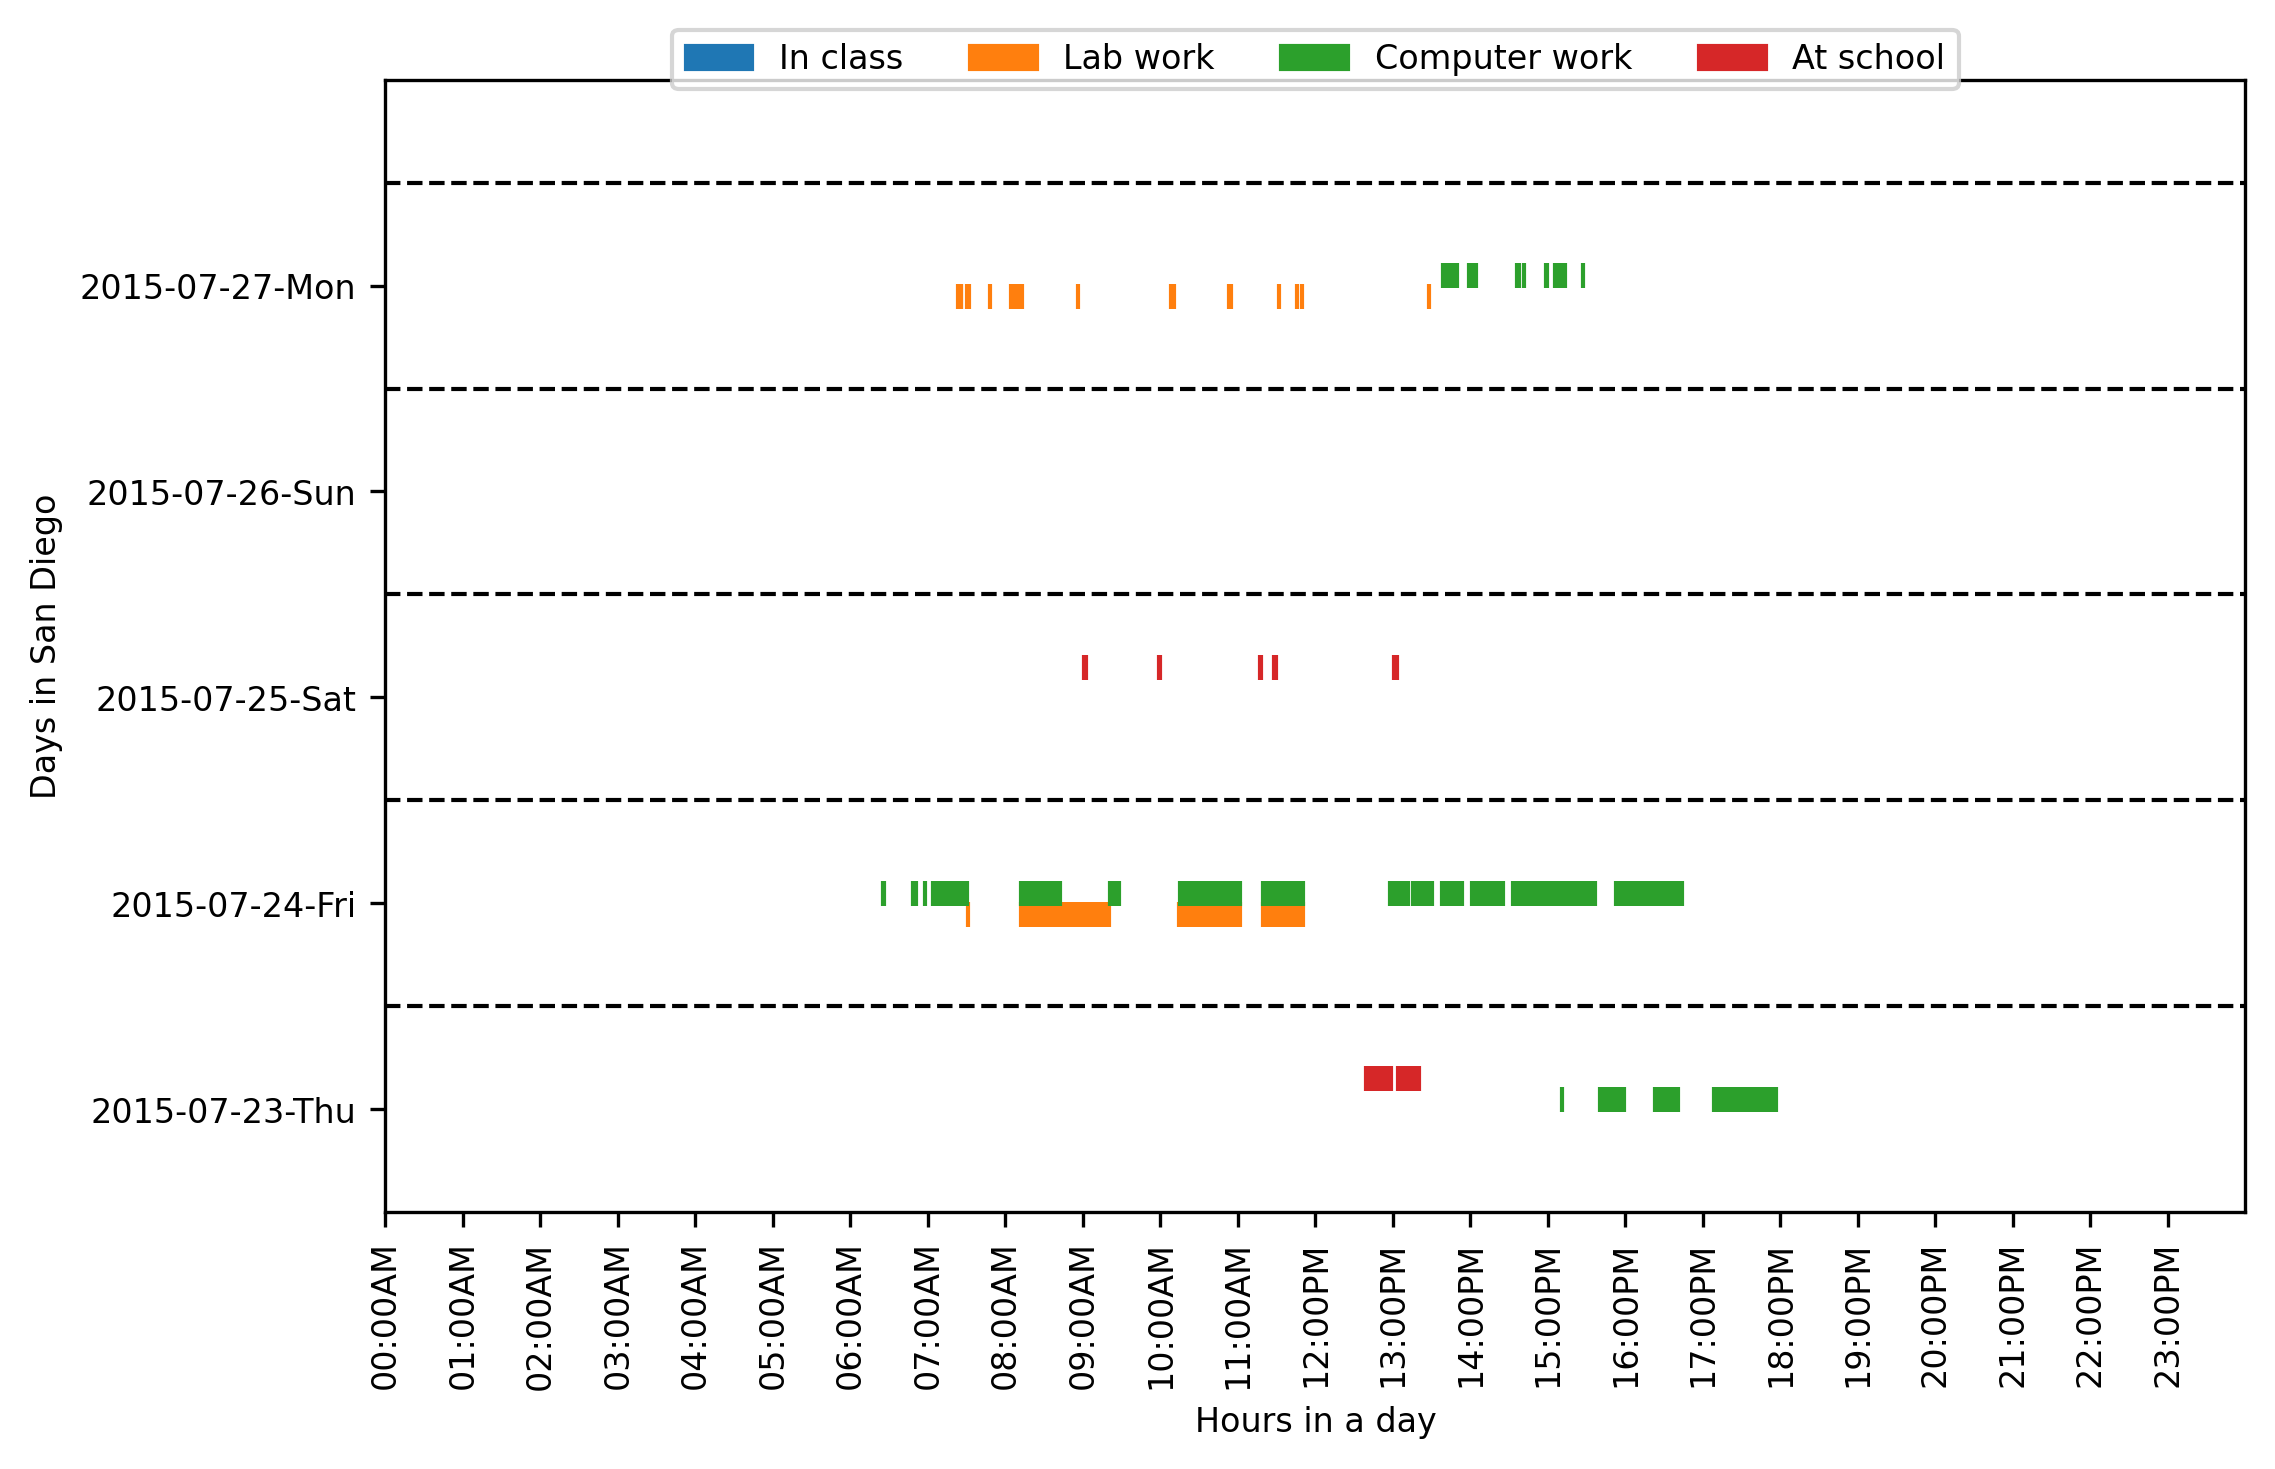 In class Lab work Computer work At school
2015-07-27-Mon
2015-07-26-Sun
2015-07-25-Sat
2015-07-24-Fri
2015-07-23-Thu
Days in San Diego
00:00AM
01:00AM
02:00AM
03:00AM
04:00AM
05:00AM
06:00AM
07:00AM
08:00AM
09:00AM
10:00AM
11:00AM
12:00PM
13:00PM
14:00PM
15:00PM
16:00PM
17:00PM
18:00PM
19:00PM
20:00PM
21:00PM
22:00PM
23:00PM
Hours in a day